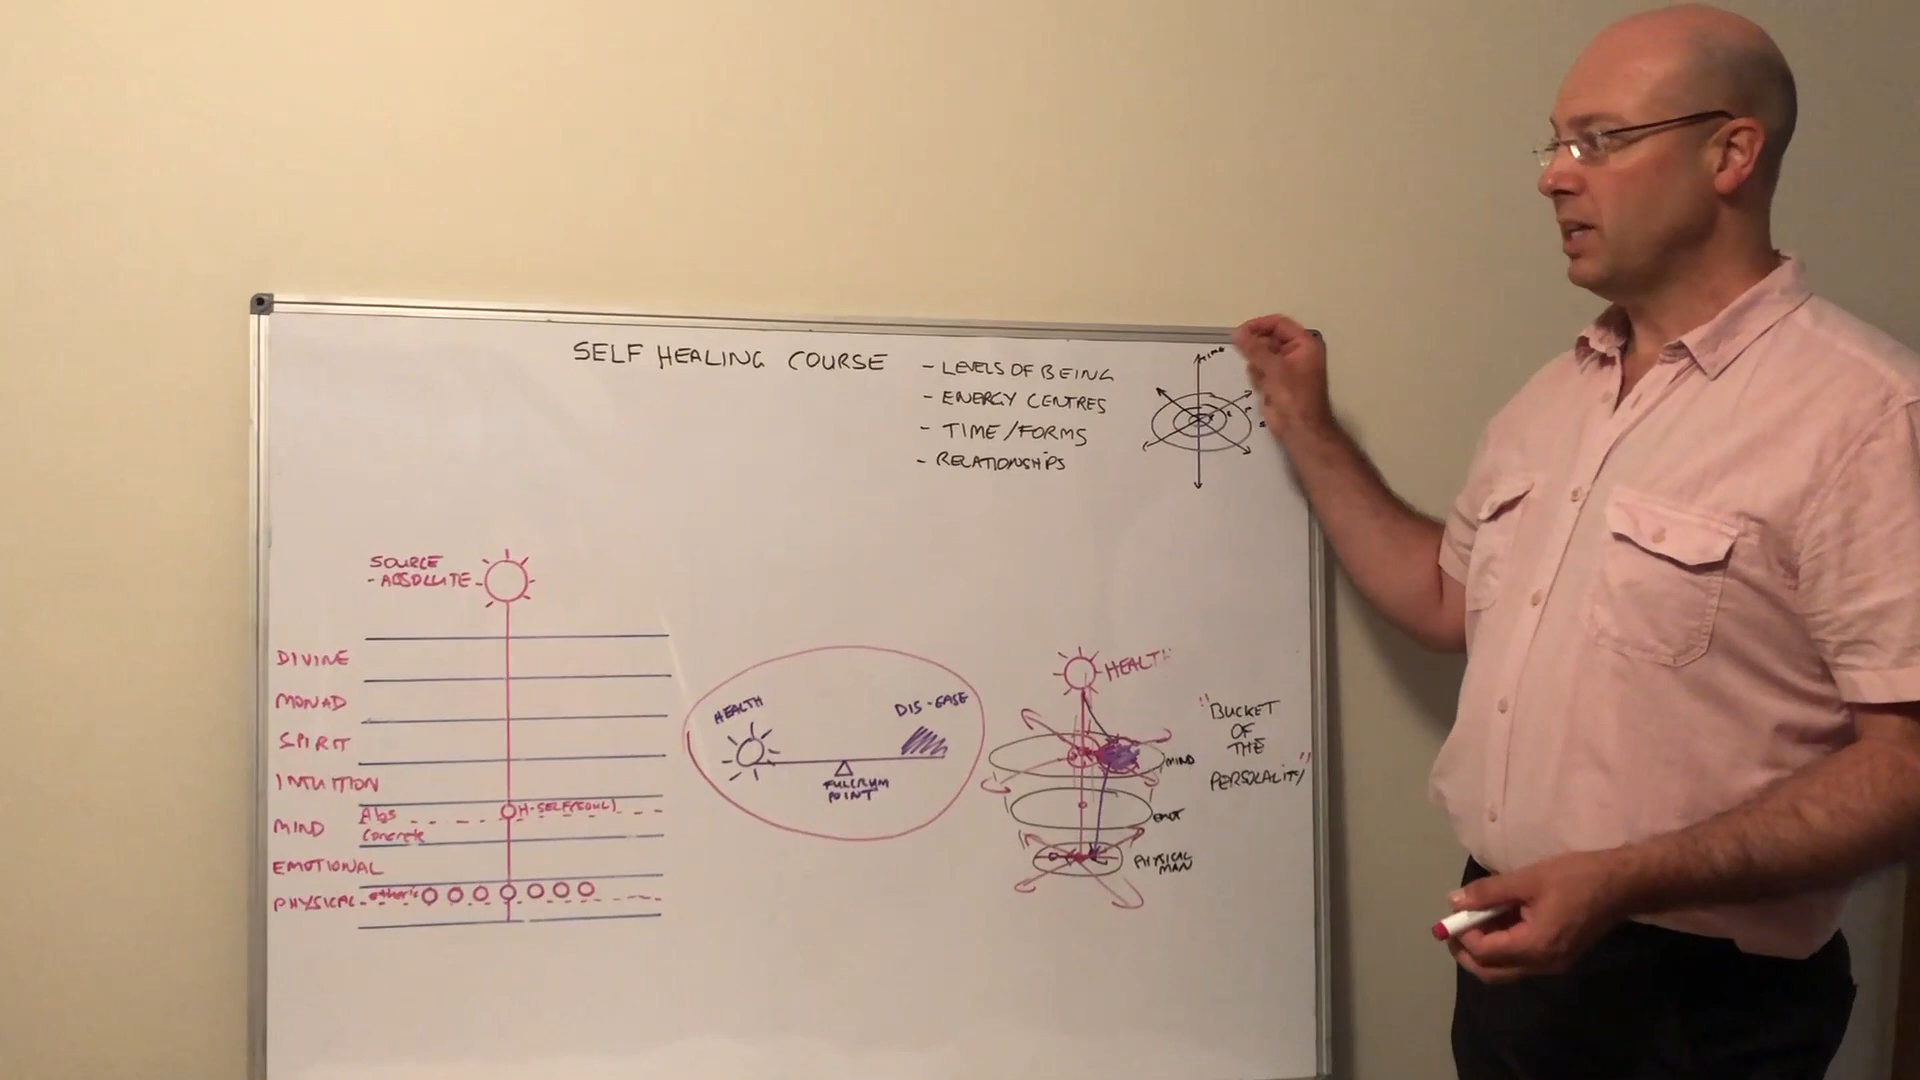 SELF HEALING COURSE
- LEVELS OF BEING
- ENERGY CENTRES
- TIME/FORMS
- RELATIONSHIPS
TIME
SOURCE
- ABSOLUTE -
DIVINE
MONAD
SPIRIT
INTUITION
MIND
Abs
Concrete
H-SELF(SOUL)
EMOTIONAL
PHYSICAL
etheric
HEALTH
DIS-EASE
FULCRUM
POINT
HEALTH
MIND
EMOT
PHYSICAL
MAN
"BUCKET
OF
THE
PERSONALITY"